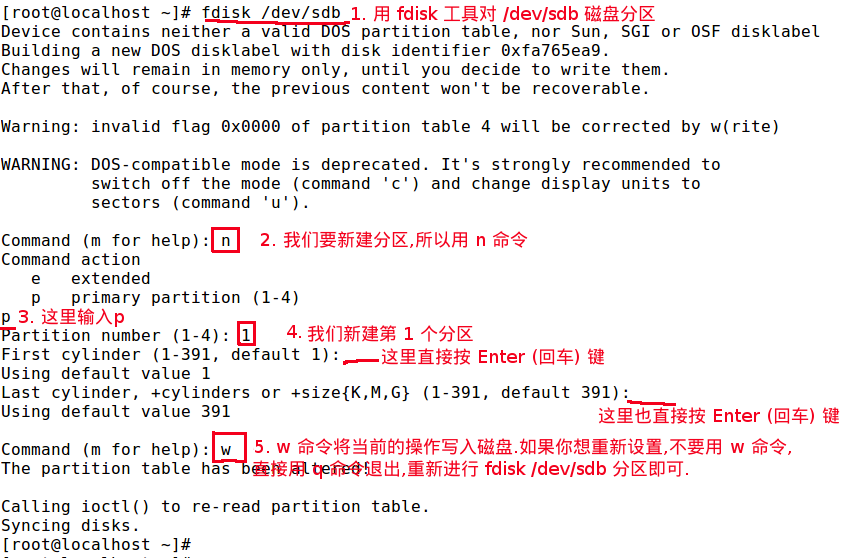 [root@localhost ~]# fdisk /dev/sdb 1. 用 fdisk 工具对 /dev/sdb 磁盘分区
Device contains neither a valid DOS partition table, nor Sun, SGI or OSF disklabel
Building a new DOS disklabel with disk identifier 0xfa765ea9.
Changes will remain in memory only, until you decide to write them.
After that, of course, the previous content won't be recoverable.
Warning: invalid flag 0x0000 of partition table 4 will be corrected by w(rite)
WARNING: DOS-compatible mode is deprecated. It's strongly recommended to
switch off the mode (command 'c') and change display units to
sectors (command 'u').
Command (m for help): n 2. 我们要新建分区,所以用 n 命令
Command action
e extended
p primary partition (1-4)
p 3. 这里输入p
Partition number (1-4): 1 4. 我们新建第 1 个分区
First cylinder (1-391, default 1): 这里直接按 Enter (回车) 键
Using default value 1
Last cylinder, +cylinders or +size{K,M,G} (1-391, default 391):
Using default value 391 这里也直接按 Enter (回车) 键
Command (m for help): w 5. w 命令将当前的操作写入磁盘.如果你想重新设置,不要用 w 命令,
The partition table has been altered!
直接用 q 命令退出,重新进行 fdisk /dev/sdb 分区即可.
Calling ioctl() to re-read partition table.
Syncing disks.
[root@localhost ~]#